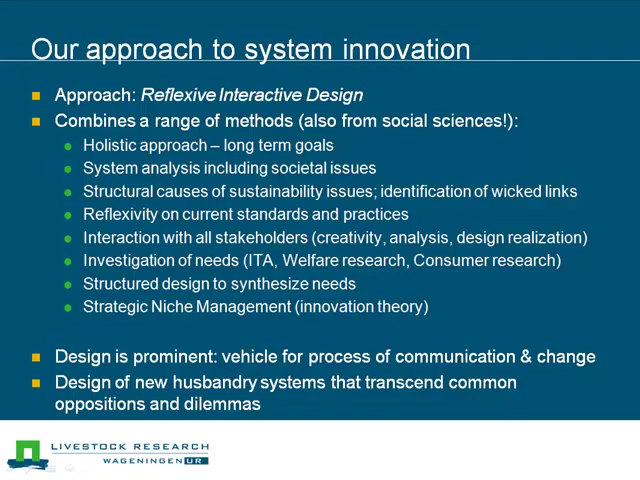 Our approach to system innovation
Approach: Reflexive Interactive Design
Combines a range of methods (also from social sciences!):
Holistic approach – long term goals
System analysis including societal issues
Structural causes of sustainability issues; identification of wicked links
Reflexivity on current standards and practices
Interaction with all stakeholders (creativity, analysis, design realization)
Investigation of needs (ITA, Welfare research, Consumer research)
Structured design to synthesize needs
Strategic Niche Management (innovation theory)
Design is prominent: vehicle for process of communication & change
Design of new husbandry systems that transcend common
oppositions and dilemmas
LIVESTOCK RESEARCH
WAGENINGEN UR